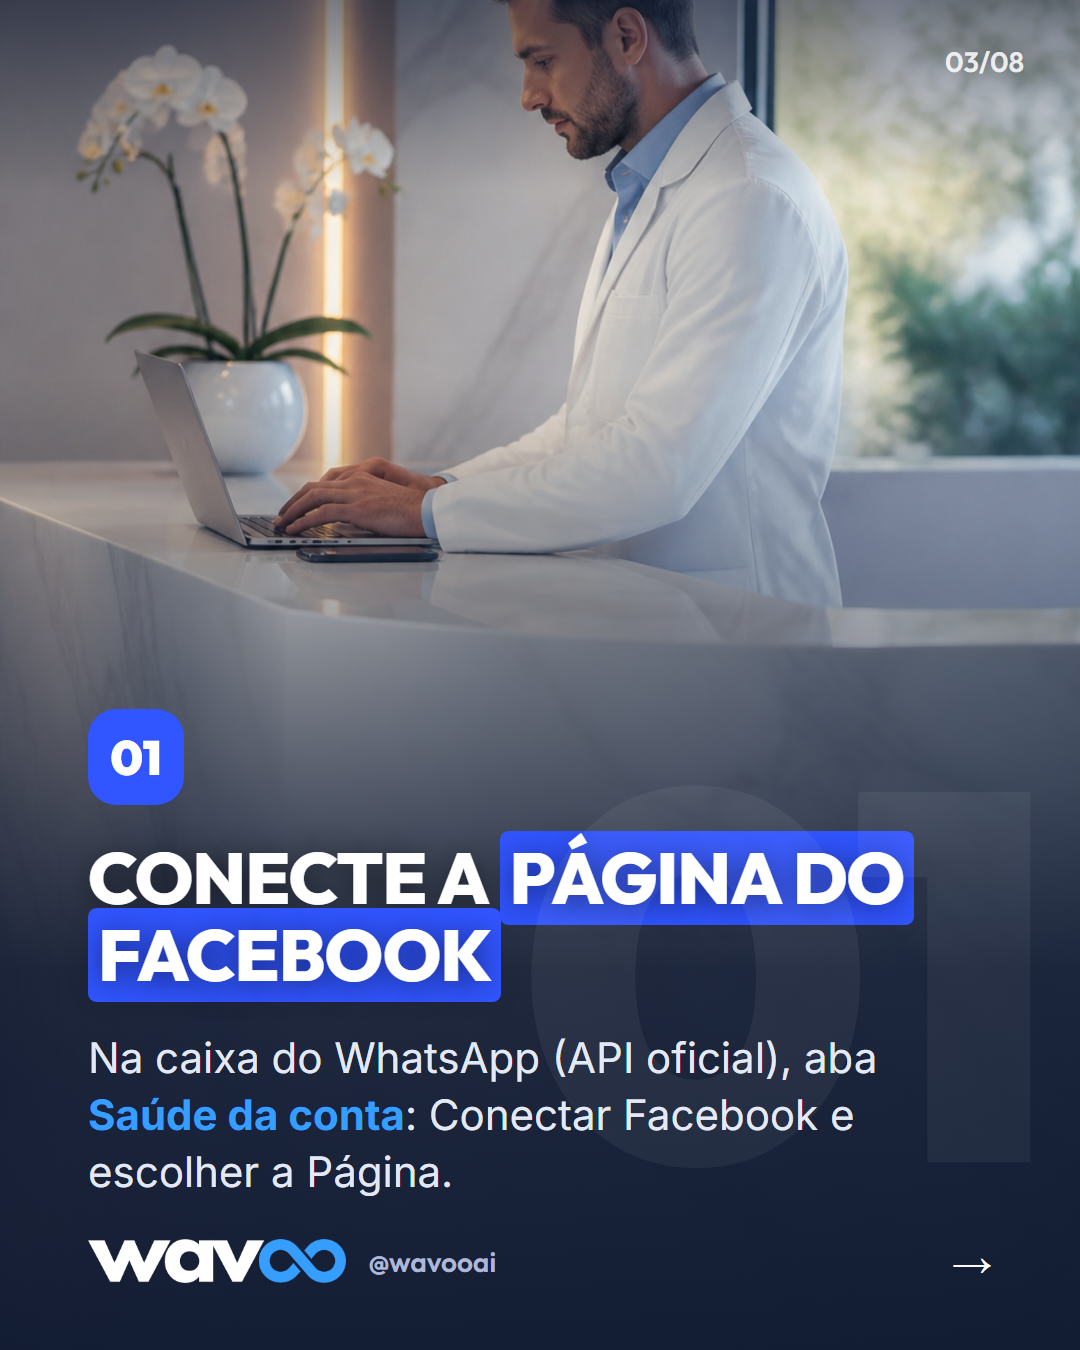 03/08
01
CONECTE A PÁGINA DO
FACEBOOK
Na caixa do WhatsApp (API oficial), aba
Saúde da conta: Conectar Facebook e
escolher a Página.
wavoo @wavooai →
01